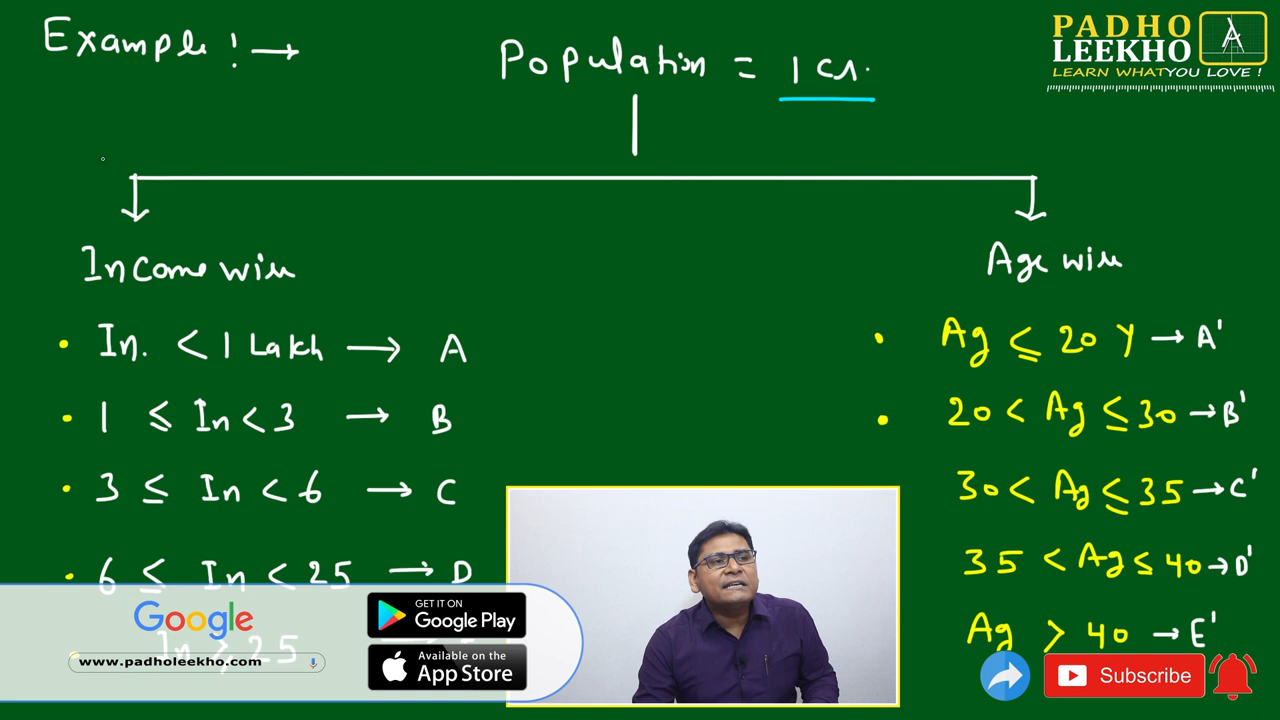 Example! →
Population = 1 Cr.
PADHO
LEEKHO
LEARN WHAT YOU LOVE !
Income wise
In. < 1 Lakh → A
1 ≤ In < 3 → B
3 ≤ In < 6 → C
6 ≤ In < 25 → D
In ≥ 25
Age wise
Ag ≤ 20 Y → A'
20 < Ag ≤ 30 → B'
30 < Ag ≤ 35 → C'
35 < Ag ≤ 40 → D'
Ag > 40 → E'
Google
www.padholeekho.com
GET IT ON
Google Play
Available on the
App Store
Subscribe